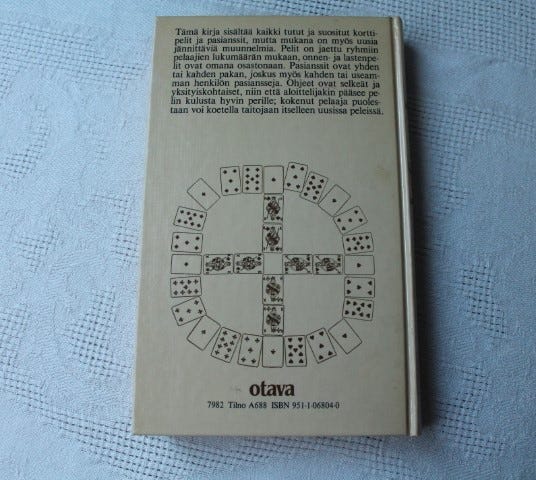 Tämä kirja sisältää kaikki tutut ja suositut kortti-
pelit ja pasianssit, mutta mukana on myös uusia
jännittäviä muunnelmia. Pelit on jaettu ryhmiin
pelaajien lukumäärän mukaan, onnen- ja lastenpe-
lit ovat omana osastonaan. Pasianssit ovat yhden
tai kahden pakan, joskus myös kahden tai useam-
man henkilön pasiansseja. Ohjeet ovat selkeät ja
yksityiskohtaiset, niin että aloittelijakin pääsee pe-
lin kulusta hyvin perille; kokenut pelaaja puoles-
taan voi koetella taitojaan itselleen uusissa peleissä.
otava
7982 Tilno A688 ISBN 951-1-06804-0